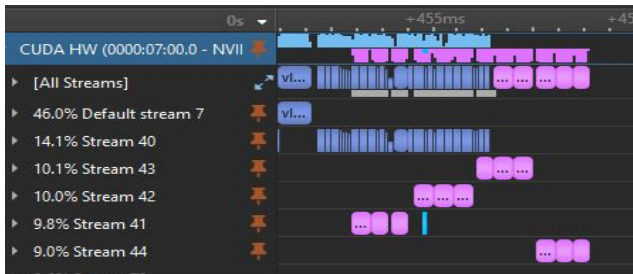 0s +455ms +45
CUDA HW (0000:07:00.0 - NVII
[All Streams] vl... ... ... ...
46.0% Default stream 7 vl...
14.1% Stream 40
10.1% Stream 43 ... ...
10.0% Stream 42 ... ... ...
9.8% Stream 41 ...
9.0% Stream 44 ...